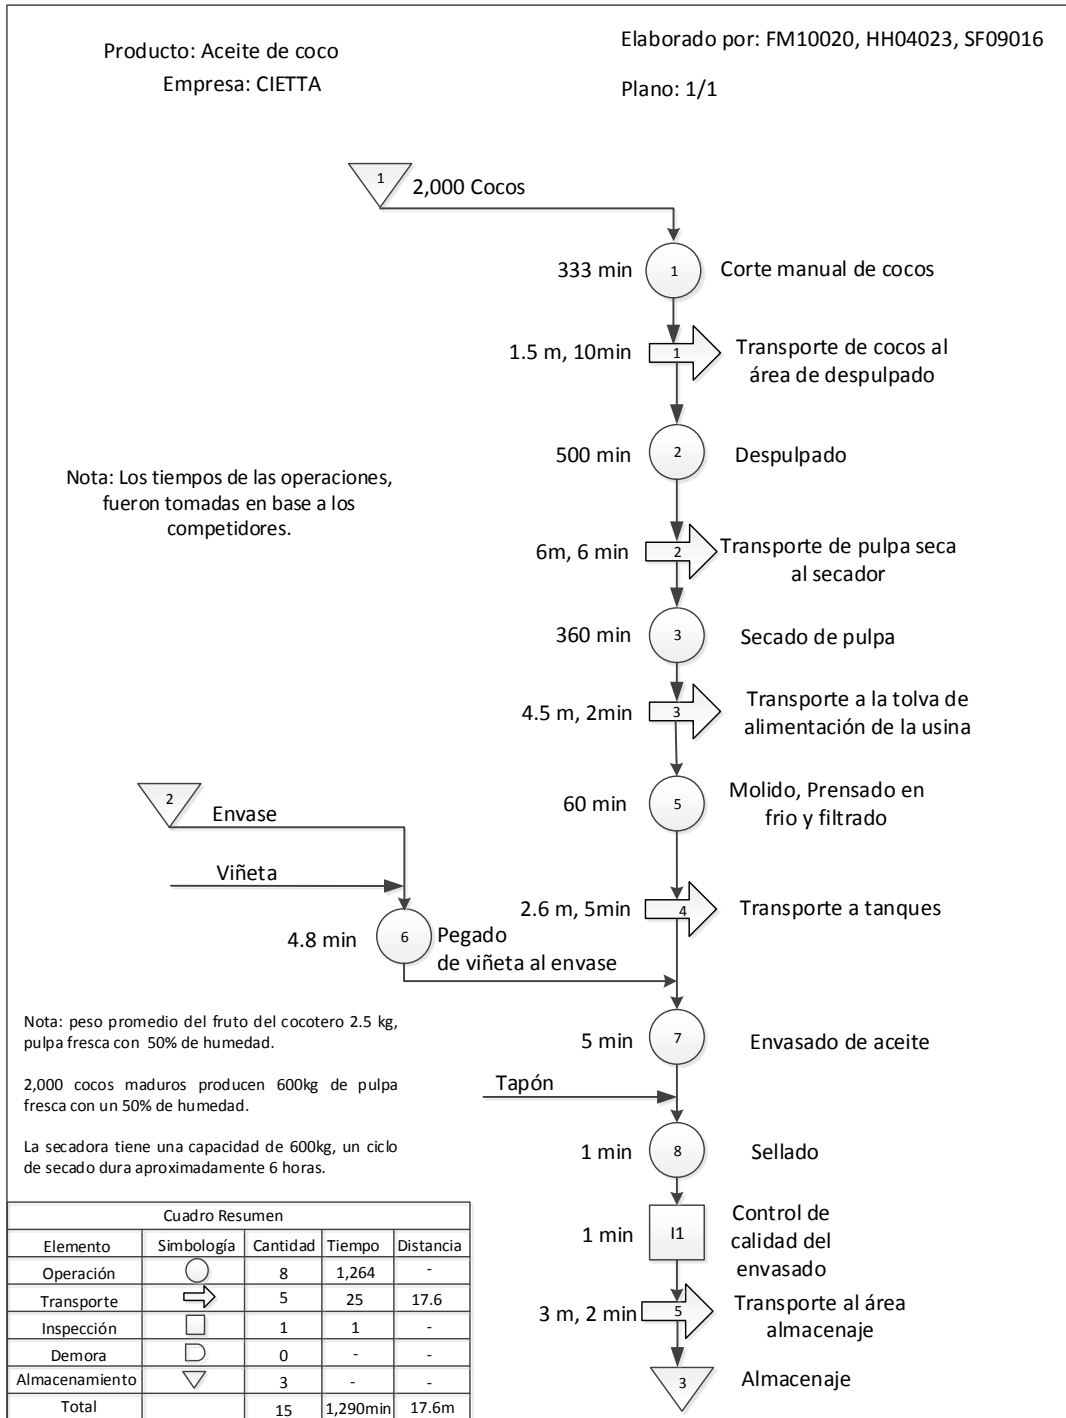 Producto: Aceite de coco
Empresa: CIETTA
Elaborado por: FM10020, HH04023, SF09016
Plano: 1/1
1
2,000 Cocos
333 min
1
Corte manual de cocos
1.5 m, 10min
1
Transporte de cocos al
área de despulpado
500 min
2
Despulpado
Nota: Los tiempos de las operaciones,
fueron tomadas en base a los
competidores.
6m, 6 min
2
Transporte de pulpa seca
al secador
360 min
3
Secado de pulpa
4.5 m, 2min
3
Transporte a la tolva de
alimentación de la usina
60 min
5
Molido, Prensado en
frio y filtrado
2
Envase
Viñeta
4.8 min
6
Pegado
de viñeta al envase
2.6 m, 5min
4
Transporte a tanques
5 min
7
Envasado de aceite
Tapón
1 min
8
Sellado
1 min
I1
Control de
calidad del
envasado
3 m, 2 min
5
Transporte al área
almacenaje
3
Almacenaje
Nota: peso promedio del fruto del cocotero 2.5 kg,
pulpa fresca con 50% de humedad.
2,000 cocos maduros producen 600kg de pulpa
fresca con un 50% de humedad.
La secadora tiene una capacidad de 600kg, un ciclo
de secado dura aproximadamente 6 horas.
Cuadro Resumen
Elemento Simbología Cantidad Tiempo Distancia
Operación 8 1,264 -
Transporte 5 25 17.6
Inspección 1 1 -
Demora 0 - -
Almacenamiento 3 - -
Total 15 1,290min 17.6m